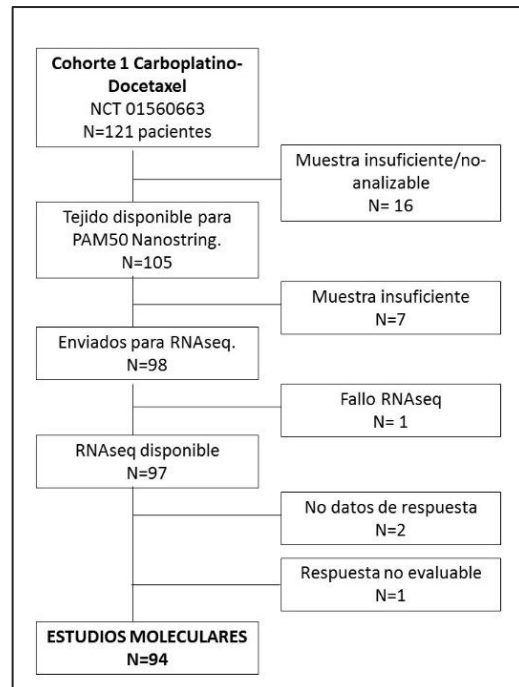 Cohorte 1 Carboplatino-
Docetaxel
NCT 01560663
N=121 pacientes
Muestra insuficiente/no-
analizable
N= 16
Tejido disponible para
PAM50 Nanostring.
N=105
Muestra insuficiente
N=7
Enviados para RNAseq.
N=98
Fallo RNAseq
N= 1
RNAseq disponible
N=97
No datos de respuesta
N=2
Respuesta no evaluable
N=1
ESTUDIOS MOLECULARES
N=94